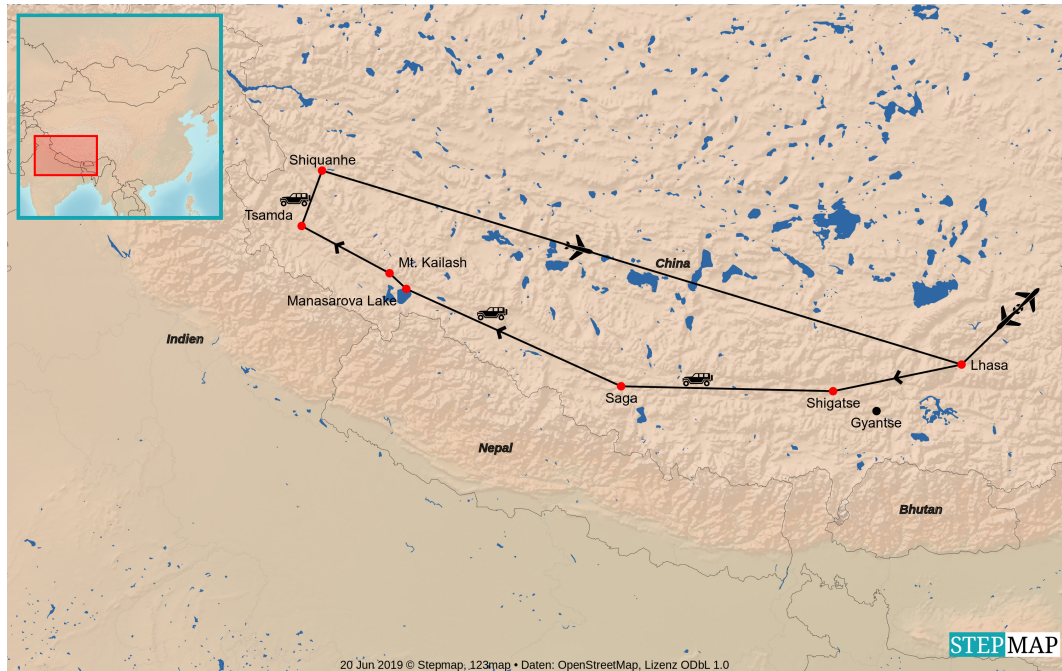 Shiquanhe
Tsamda
Mt. Kailash
China
Manasarova Lake
Indien
Lhasa
Saga
Shigatse
Gyantse
Nepal
Bhutan
STEPMAP
20 Jun 2019 © Stepmap, 123map • Daten: OpenStreetMap, Lizenz ODbL 1.0